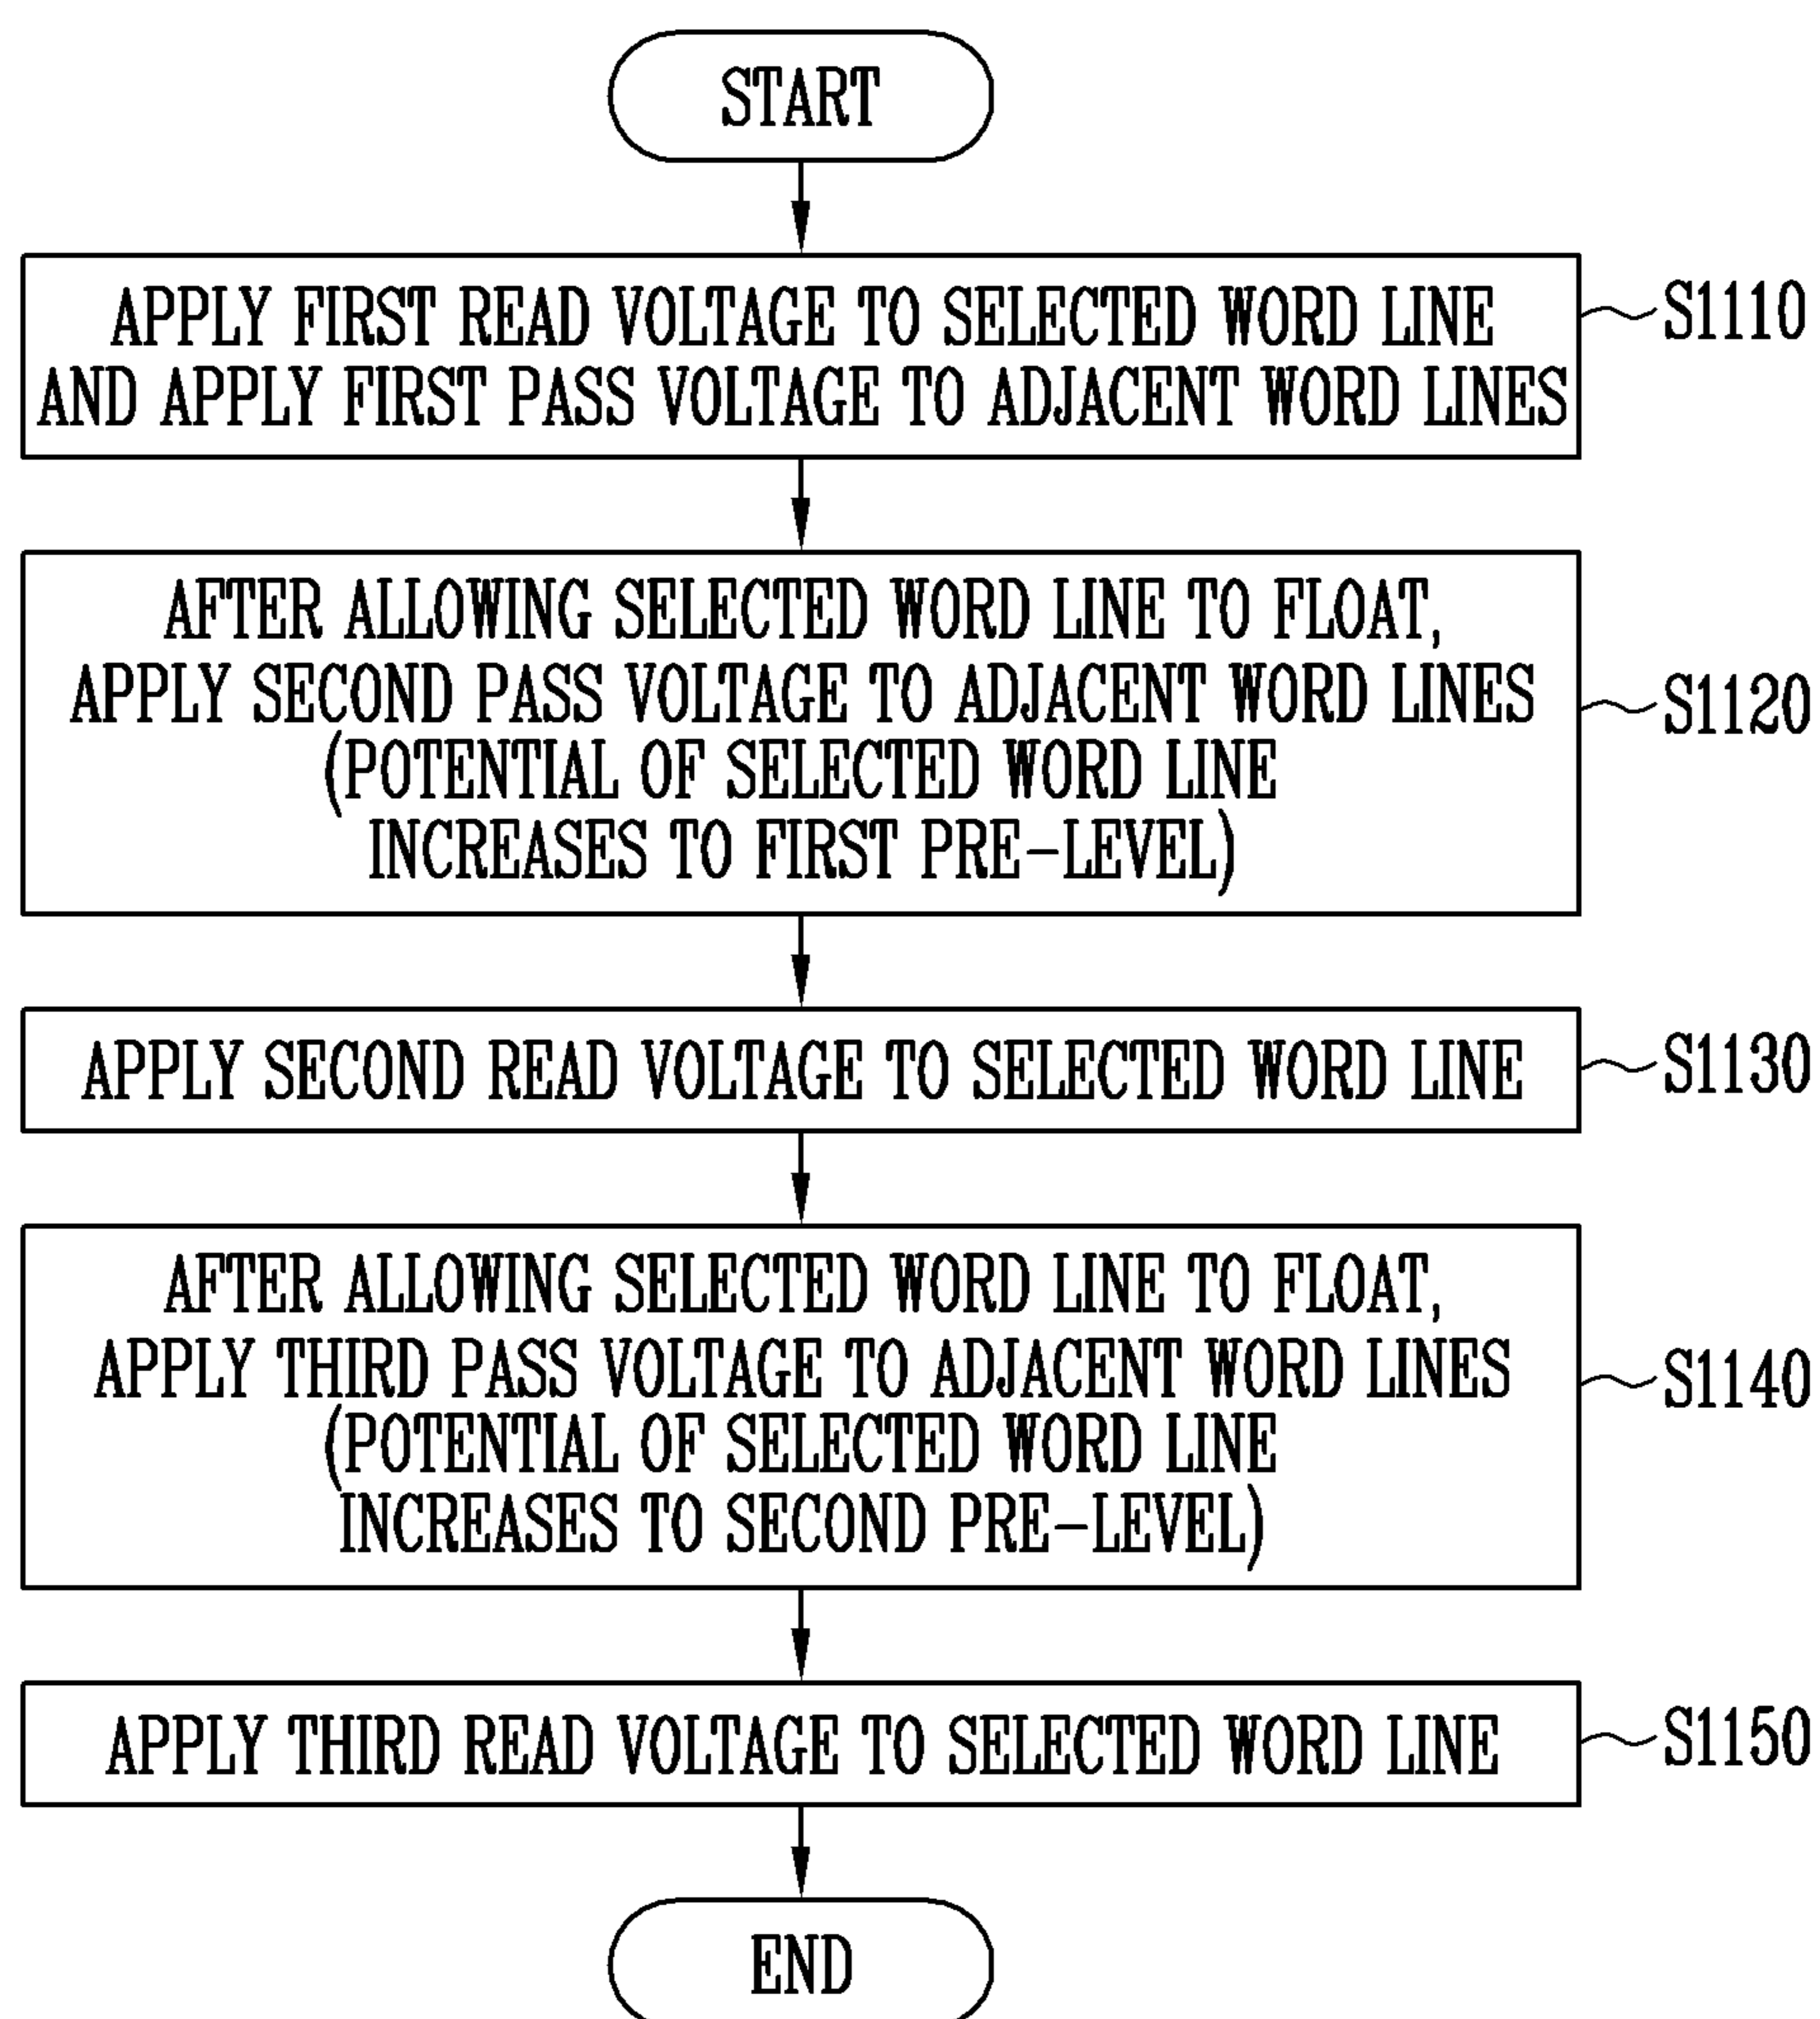 START
APPLY FIRST READ VOLTAGE TO SELECTED WORD LINE
AND APPLY FIRST PASS VOLTAGE TO ADJACENT WORD LINES
S1110
AFTER ALLOWING SELECTED WORD LINE TO FLOAT,
APPLY SECOND PASS VOLTAGE TO ADJACENT WORD LINES
(POTENTIAL OF SELECTED WORD LINE
INCREASES TO FIRST PRE-LEVEL)
S1120
APPLY SECOND READ VOLTAGE TO SELECTED WORD LINE
S1130
AFTER ALLOWING SELECTED WORD LINE TO FLOAT,
APPLY THIRD PASS VOLTAGE TO ADJACENT WORD LINES
(POTENTIAL OF SELECTED WORD LINE
INCREASES TO SECOND PRE-LEVEL)
S1140
APPLY THIRD READ VOLTAGE TO SELECTED WORD LINE
S1150
END